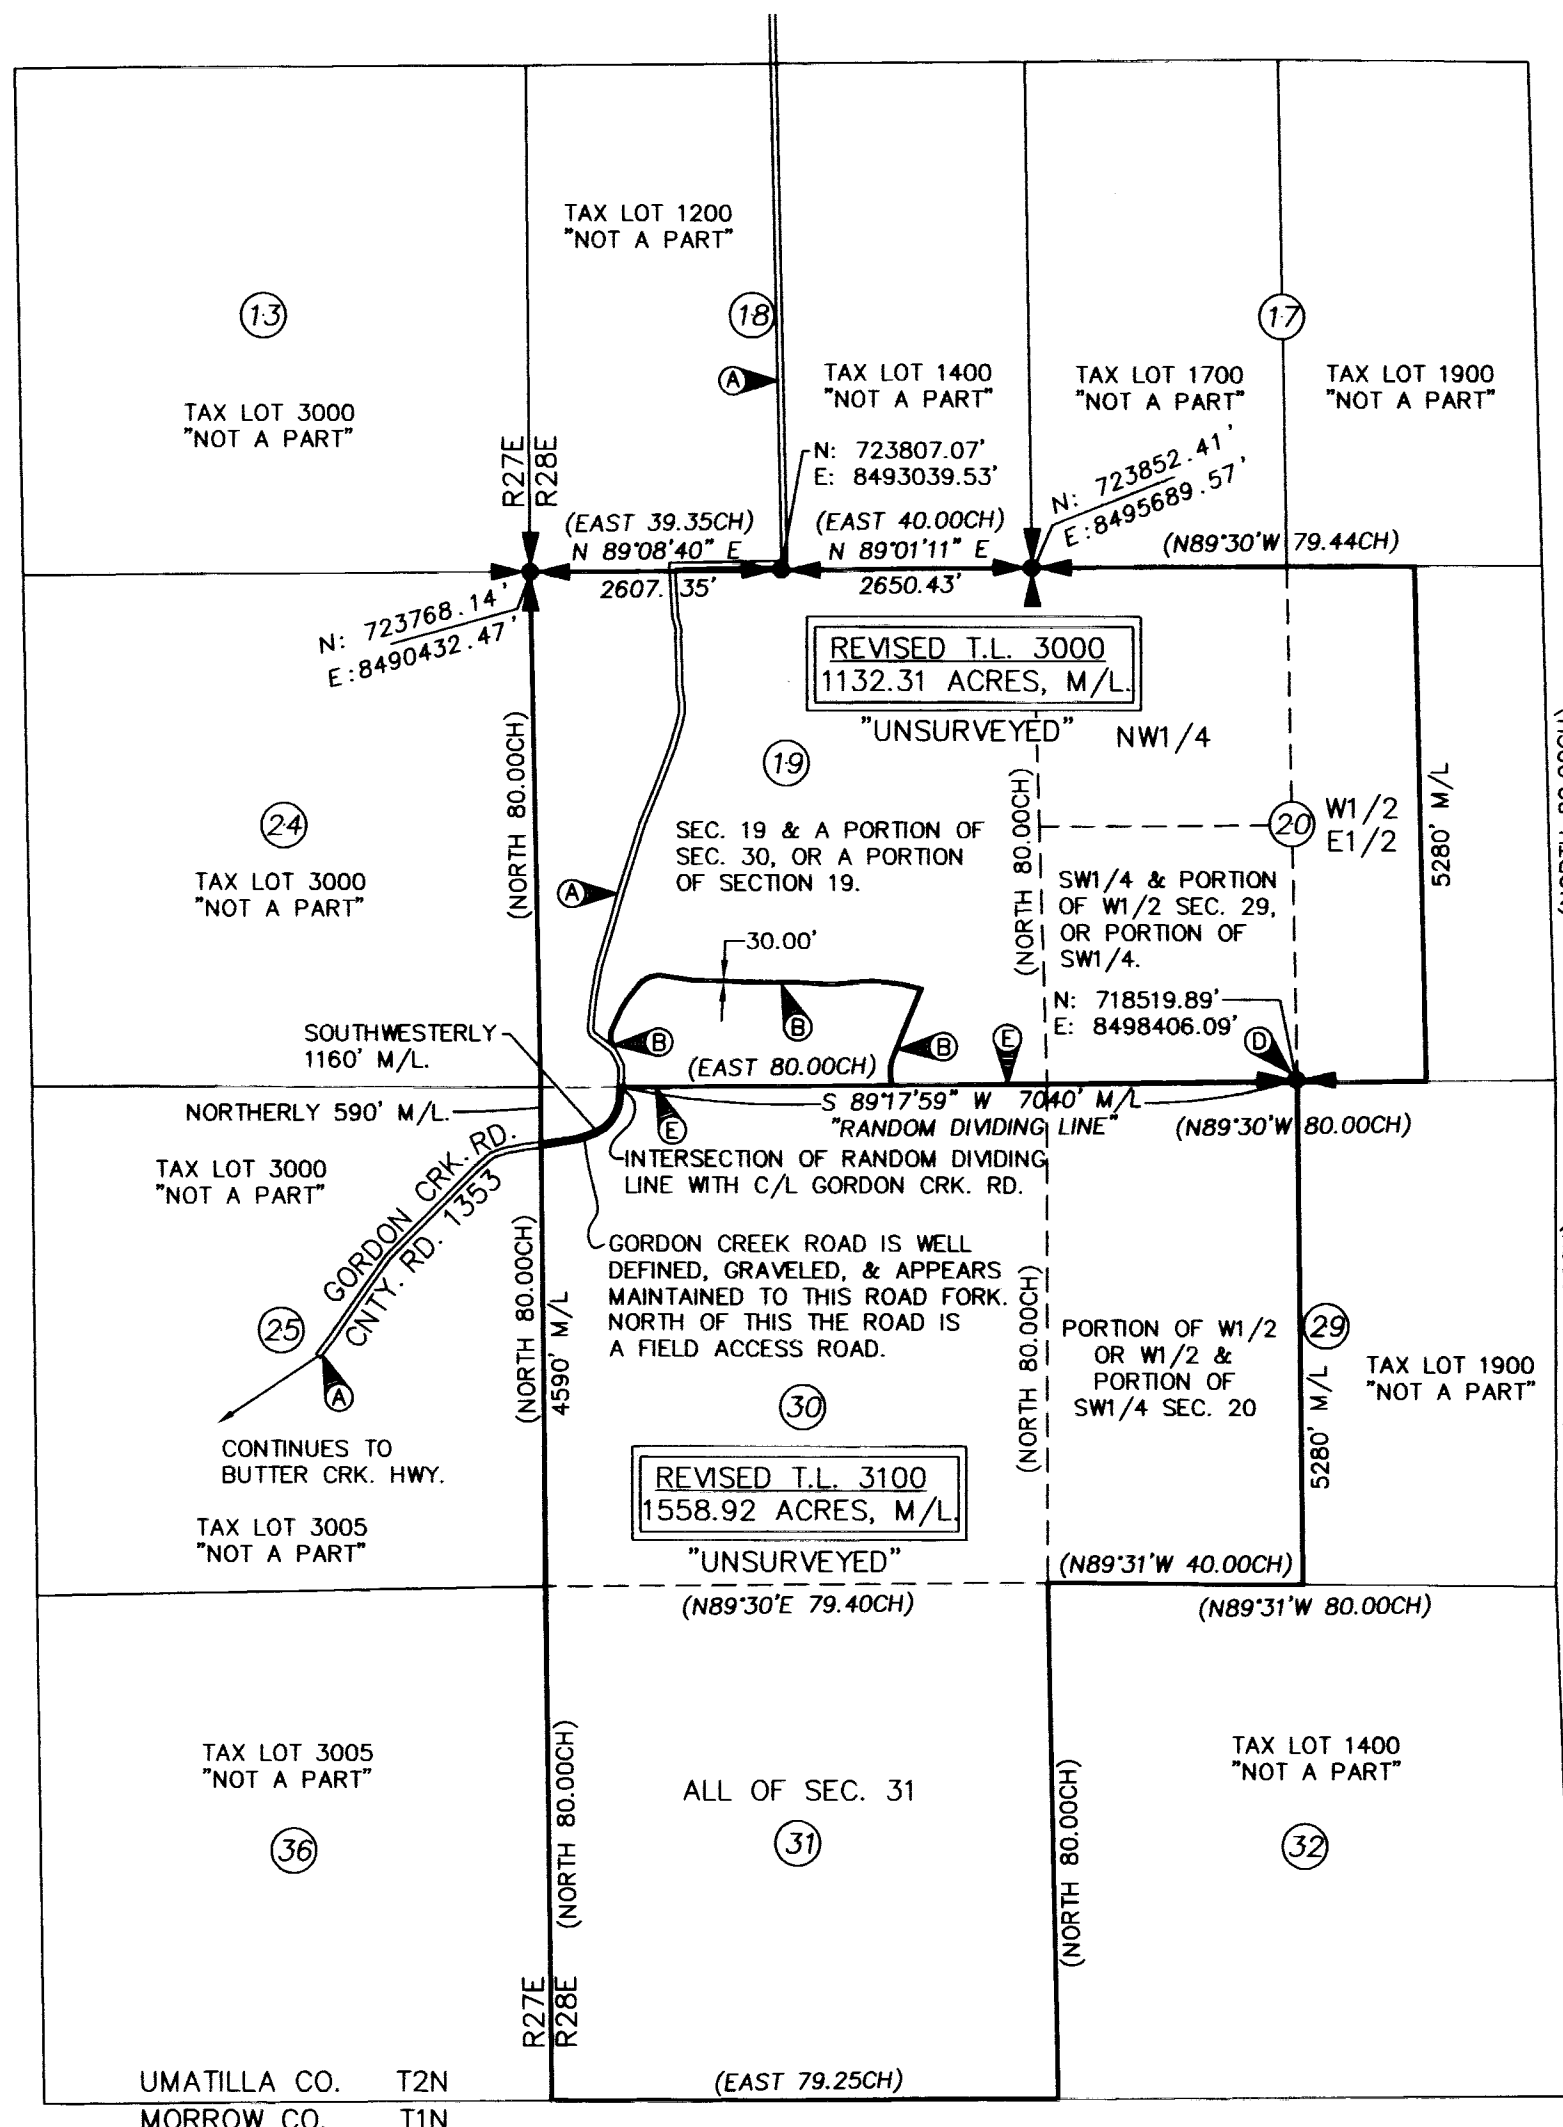 TAX LOT 1200
"NOT A PART"
13
18
17
A
TAX LOT 1400
"NOT A PART"
TAX LOT 1700
"NOT A PART"
TAX LOT 1900
"NOT A PART"
TAX LOT 3000
"NOT A PART"
R27E
R28E
N: 723807.07'
E: 8493039.53'
N: 723852.41'
E:8495689.57'
(EAST 39.35CH)
N 89°08'40" E
2607.35'
(EAST 40.00CH)
N 89°01'11" E
2650.43'
(N89°30'W 79.44CH)
N: 723768.14'
E:8490432.47'
REVISED T.L. 3000
1132.31 ACRES, M/L.
"UNSURVEYED"
NW1/4
(NORTH 80.00CH)
19
(NORTH 80.00CH)
5280' M/L
24
20
W1/2
E1/2
SEC. 19 & A PORTION OF
SEC. 30, OR A PORTION
OF SECTION 19.
TAX LOT 3000
"NOT A PART"
A
SW1/4 & PORTION
OF W1/2 SEC. 29,
OR PORTION OF
SW1/4.
30.00'
N: 718519.89'
E: 8498406.09'
SOUTHWESTERLY
1160' M/L.
B
B
B
E
D
(EAST 80.00CH)
NORTHERLY 590' M/L.
S 89°17'59" W 7040' M/L
"RANDOM DIVIDING LINE"
(N89°30'W 80.00CH)
E
TAX LOT 3000
"NOT A PART"
INTERSECTION OF RANDOM DIVIDING
LINE WITH C/L GORDON CRK. RD.
GORDON CRK. RD.
CNTY. RD. 1353
GORDON CREEK ROAD IS WELL
DEFINED, GRAVELED, & APPEARS
MAINTAINED TO THIS ROAD FORK.
NORTH OF THIS THE ROAD IS
A FIELD ACCESS ROAD.
(NORTH 80.00CH)
4590' M/L
(NORTH 80.00CH)
25
A
PORTION OF W1/2
OR W1/2 &
PORTION OF
SW1/4 SEC. 20
29
5280' M/L
TAX LOT 1900
"NOT A PART"
30
CONTINUES TO
BUTTER CRK. HWY.
REVISED T.L. 3100
1558.92 ACRES, M/L.
"UNSURVEYED"
TAX LOT 3005
"NOT A PART"
(N89°31'W 40.00CH)
(N89°30'E 79.40CH)
(N89°31'W 80.00CH)
TAX LOT 3005
"NOT A PART"
(NORTH 80.00CH)
ALL OF SEC. 31
(NORTH 80.00CH)
TAX LOT 1400
"NOT A PART"
36
31
32
R27E
R28E
UMATILLA CO. T2N
(EAST 79.25CH)
MORROW CO. T1N